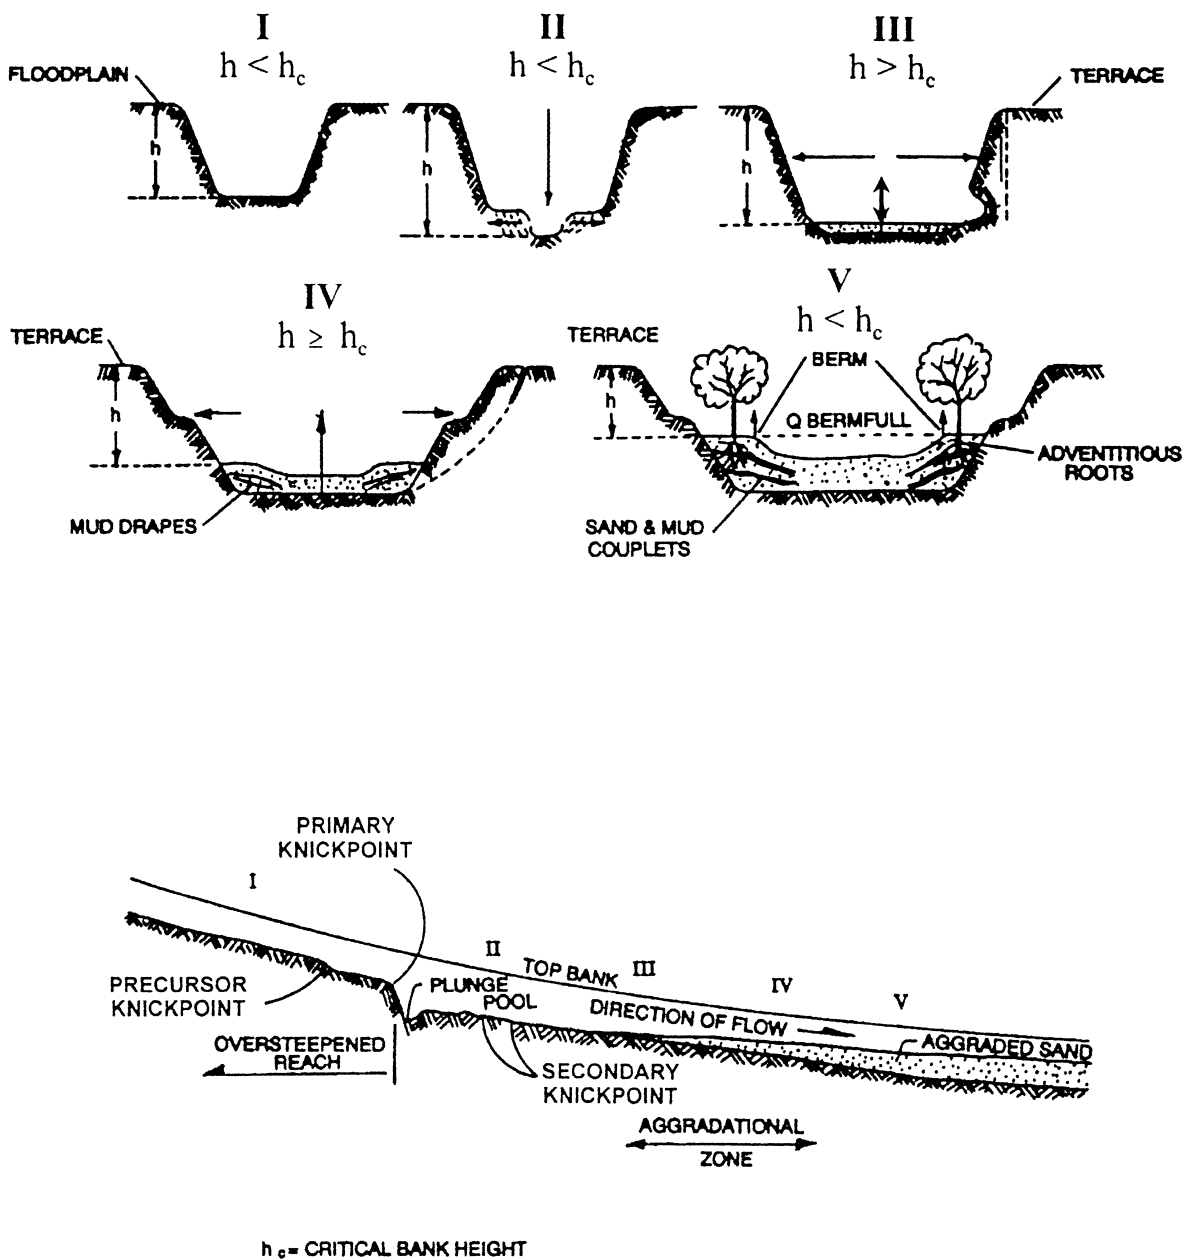 I
h < hc
FLOODPLAIN
h
II
h < hc
h
III
h > hc
TERRACE
h
IV
h ≥ hc
TERRACE
h
MUD DRAPES
V
h < hc
TERRACE
BERM
h
Q BERMFULL
ADVENTITIOUS
ROOTS
SAND & MUD
COUPLETS
PRIMARY
KNICKPOINT
I
II
TOP BANK
III
IV
V
PRECURSOR
KNICKPOINT
PLUNGE
POOL
DIRECTION OF FLOW
AGGRADED SAND
OVERSTEEPENED
REACH
SECONDARY
KNICKPOINT
AGGRADATIONAL
ZONE
h c = CRITICAL BANK HEIGHT